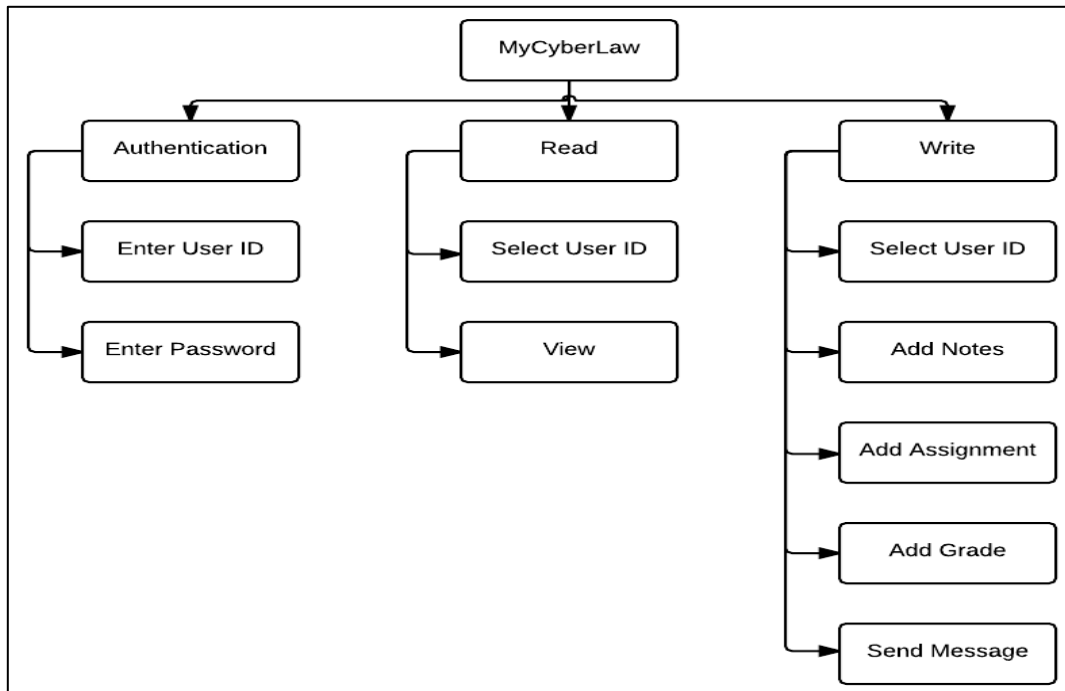 MyCyberLaw
Authentication
Read
Write
Enter User ID
Select User ID
Select User ID
Enter Password
View
Add Notes
Add Assignment
Add Grade
Send Message